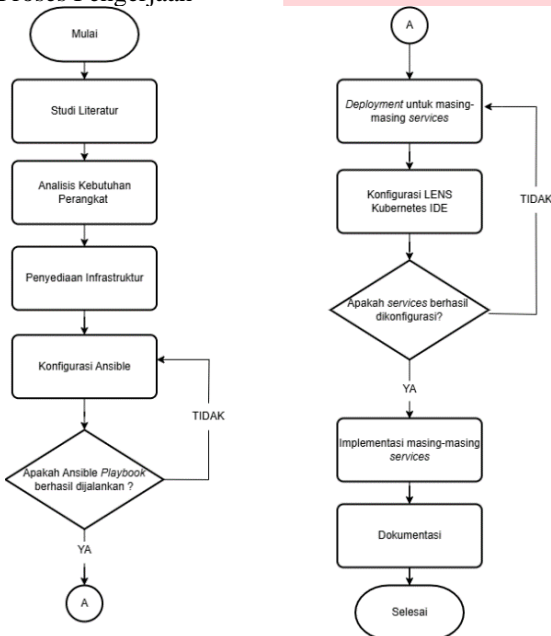 Proses Pengerjaan
Mulai
Studi Literatur
Analisis Kebutuhan
Perangkat
Penyediaan Infrastruktur
Konfigurasi Ansible
TIDAK
Apakah Ansible Playbook
berhasil dijalankan ?
YA
A
A
Deployment untuk masing-
masing services
Konfigurasi LENS
Kubernetes IDE
TIDAK
Apakah services berhasil
dikonfigurasi?
YA
Implementasi masing-masing
services
Dokumentasi
Selesai